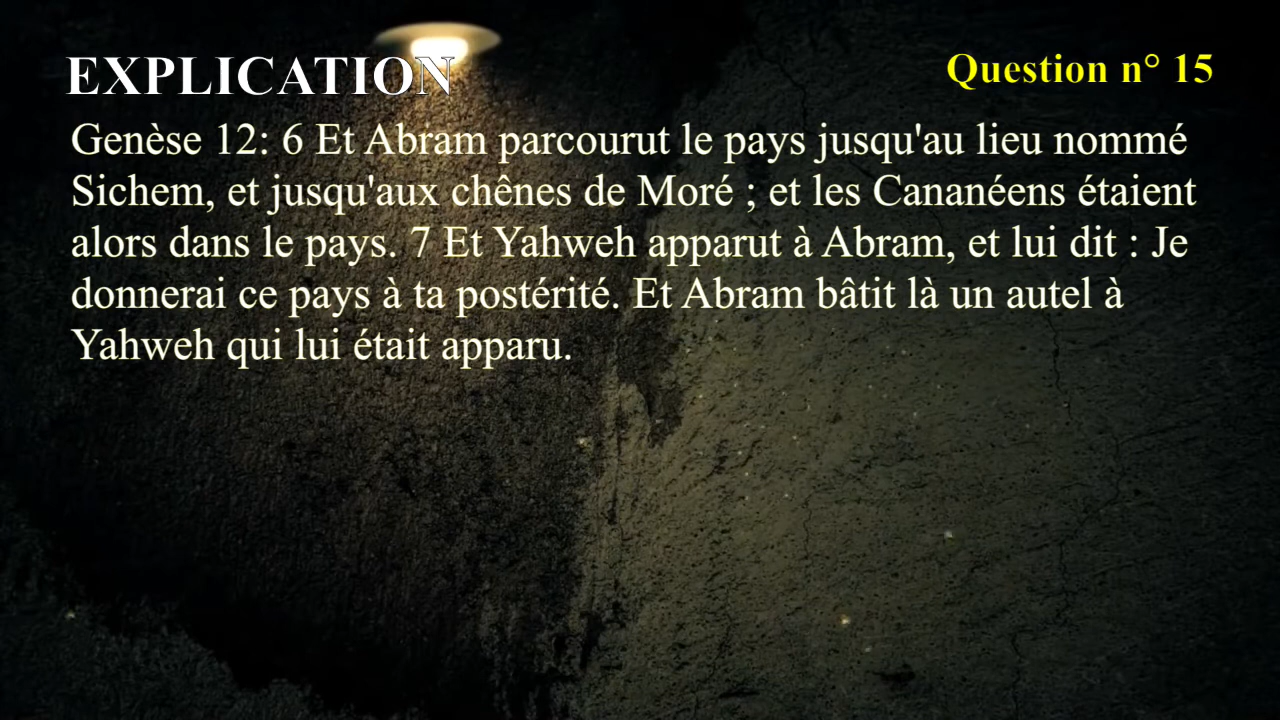 EXPLICATION
Question n° 15
Genèse 12: 6 Et Abram parcourut le pays jusqu'au lieu nommé
Sichem, et jusqu'aux chênes de Moré ; et les Cananéens étaient
alors dans le pays. 7 Et Yahweh apparut à Abram, et lui dit : Je
donnerai ce pays à ta postérité. Et Abram bâtit là un autel à
Yahweh qui lui était apparu.